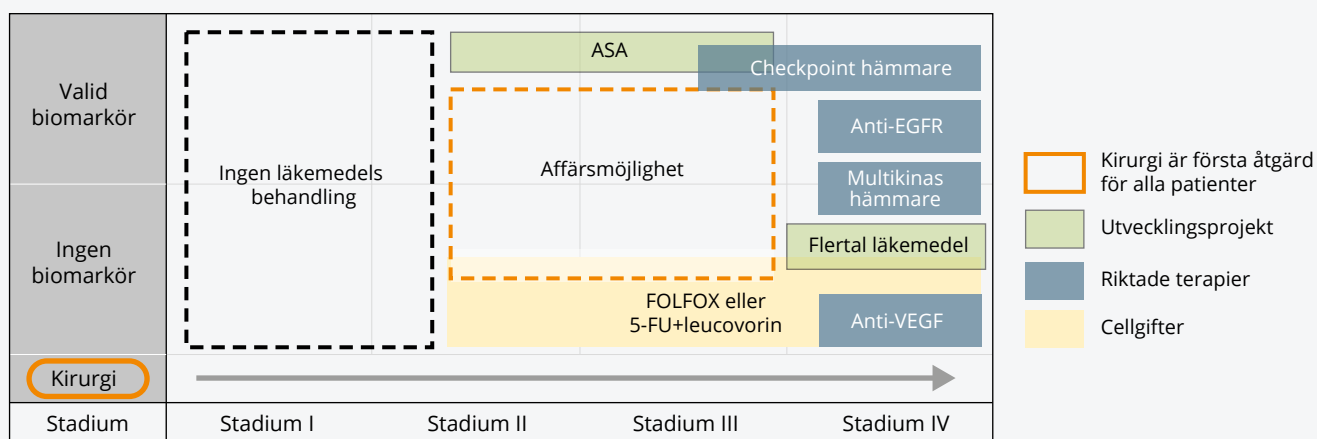 Valid
biomarkör
Ingen
biomarkör
Kirurgi
Ingen läkemedels
behandling
ASA
Checkpoint hämmare
Affärsmöjlighet
Anti-EGFR
Multikinas
hämmare
Flertal läkemedel
FOLFOX eller
5-FU+leucovorin
Anti-VEGF
Stadium
Stadium I
Stadium II
Stadium III
Stadium IV
Kirurgi är första åtgärd
för alla patienter
Utvecklingsprojekt
Riktade terapier
Cellgifter